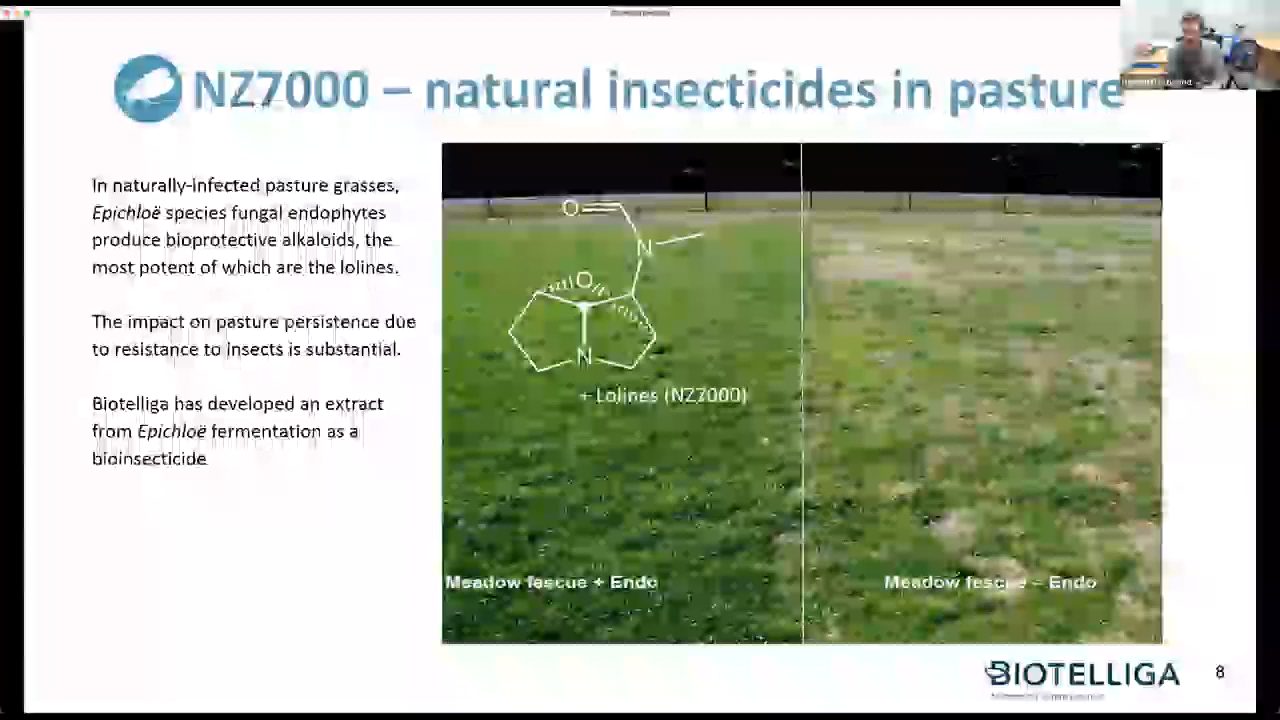 NZ7000 – natural insecticides in pasture
In naturally-infected pasture grasses,
Epichloë species fungal endophytes
produce bioprotective alkaloids, the
most potent of which are the lolines.
The impact on pasture persistence due
to resistance to insects is substantial.
Biotelliga has developed an extract
from Epichloë fermentation as a
bioinsecticide
O
N
O
N
+ Lolines (NZ7000)
Meadow fescue + Endo
Meadow fescue – Endo
BIOTELLIGA
8